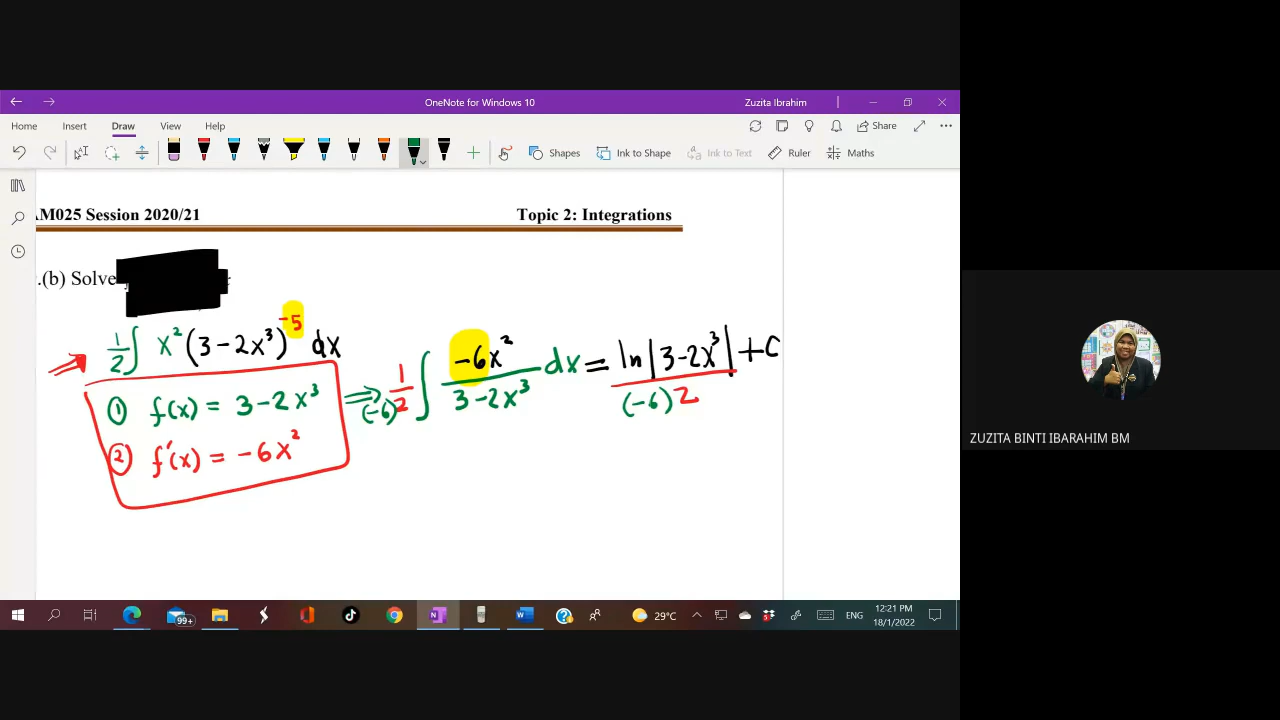 OneNote for Windows 10
Zuzita Ibrahim
Home Insert Draw View Help
Share
Shapes Ink to Shape Ink to Text Ruler Maths
AM025 Session 2020/21 Topic 2: Integrations
.(b) Solve
1/2 ∫ x² (3 - 2x³)^-5 dx
① f(x) = 3 - 2x³
② f'(x) = -6x²
⇒ 1/(-6)2 ∫ -6x²/(3 - 2x³) dx = ln|3 - 2x³|/(-6)2 + C
ZUZITA BINTI IBARAHIM BM
99+
29°C
ENG
12:21 PM
18/1/2022